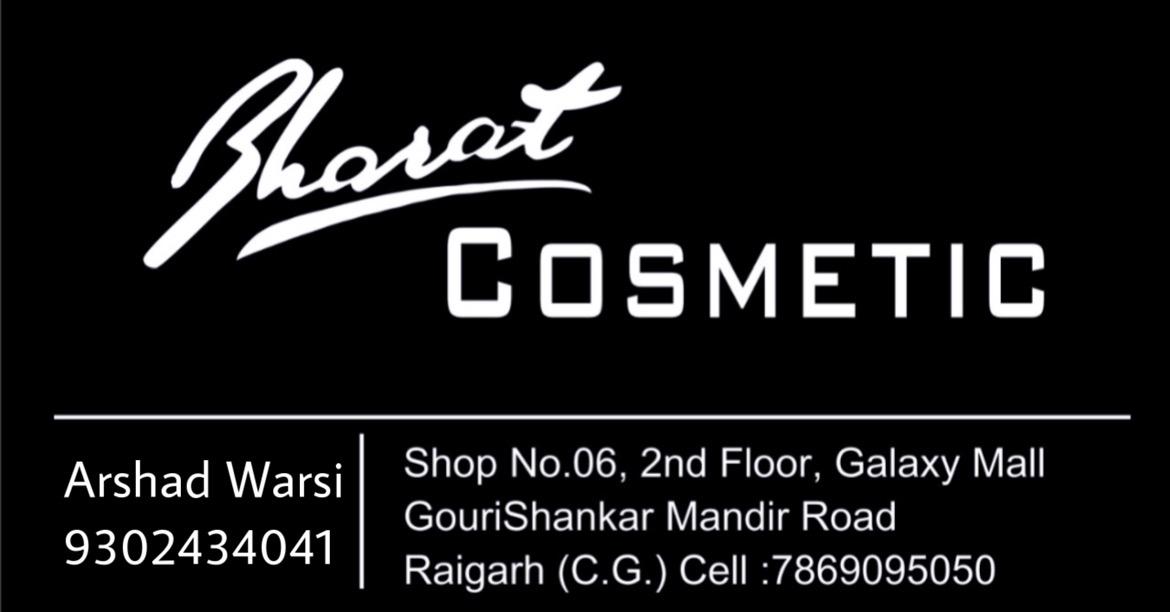 Bharat
COSMETIC
Arshad Warsi
9302434041
Shop No.06, 2nd Floor, Galaxy Mall
GouriShankar Mandir Road
Raigarh (C.G.) Cell :7869095050